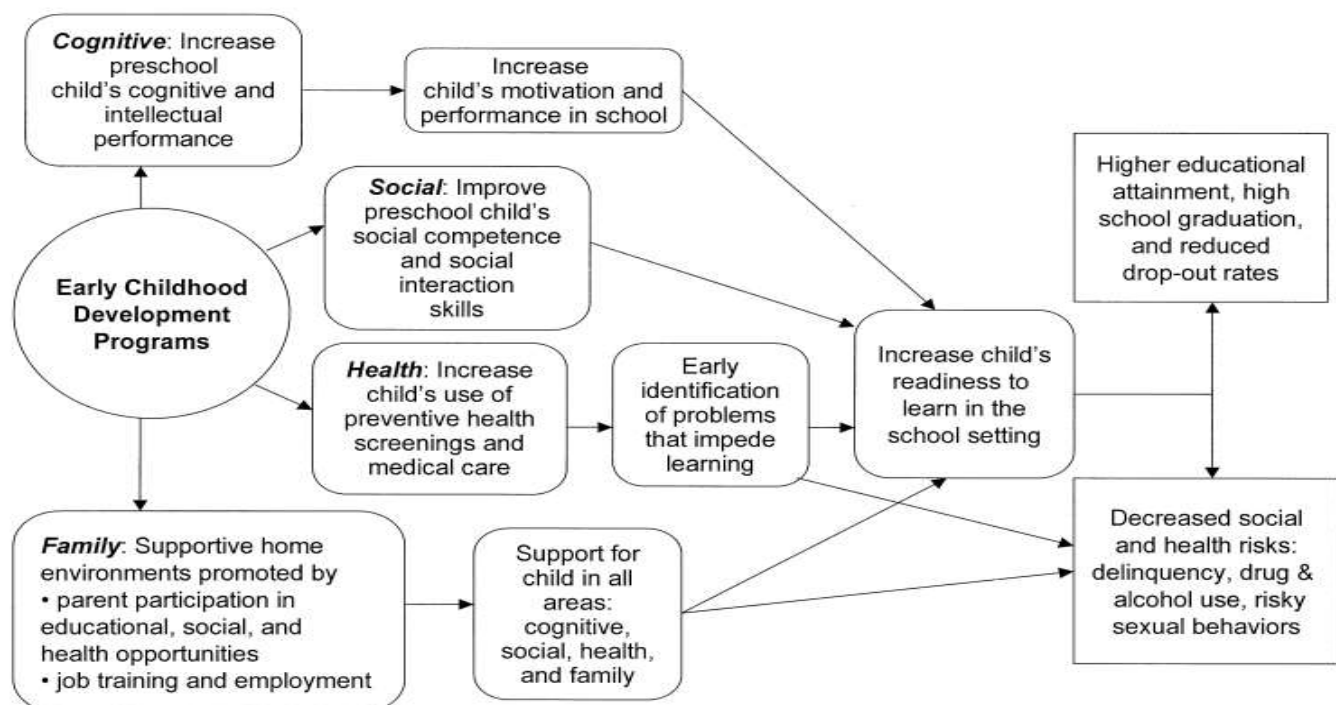 Cognitive: Increase
preschool
child's cognitive and
intellectual
performance
Increase
child's motivation and
performance in school
Social: Improve
preschool child's
social competence
and social
interaction
skills
Early Childhood
Development
Programs
Health: Increase
child's use of
preventive health
screenings and
medical care
Early
identification
of problems
that impede
learning
Increase child's
readiness to
learn in the
school setting
Higher educational
attainment, high
school graduation,
and reduced
drop-out rates
Family: Supportive home
environments promoted by
• parent participation in
educational, social, and
health opportunities
• job training and employment
Support for
child in all
areas:
cognitive,
social, health,
and family
Decreased social
and health risks:
delinquency, drug &
alcohol use, risky
sexual behaviors